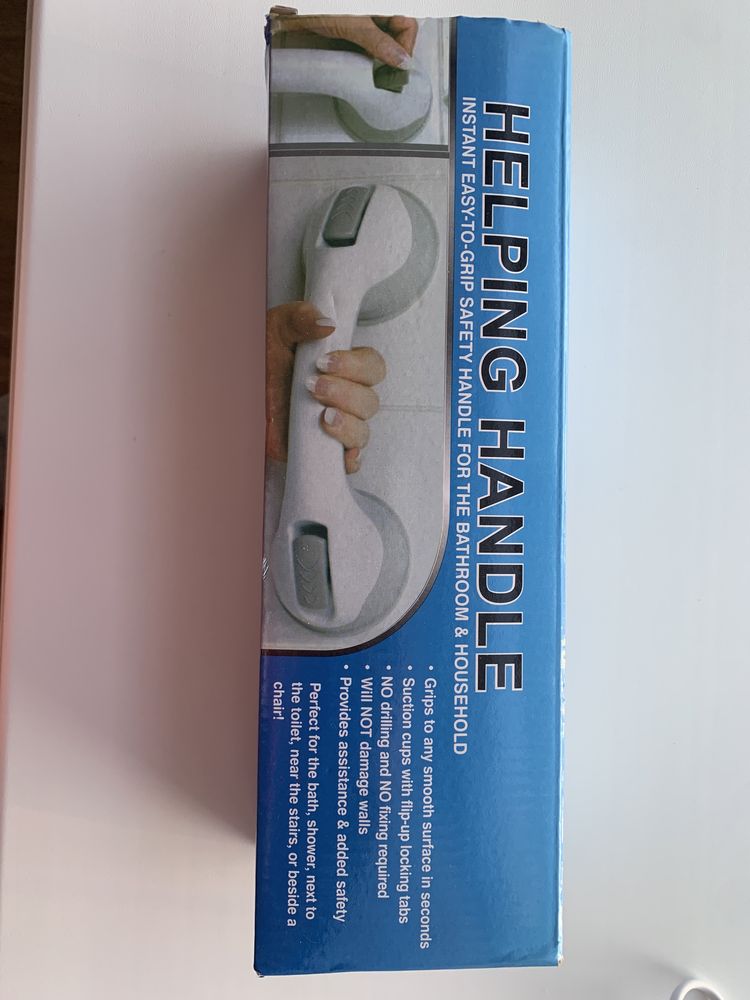 HELPING HANDLE
INSTANT EASY-TO-GRIP SAFETY HANDLE FOR THE BATHROOM & HOUSEHOLD
• Grips to any smooth surface in seconds
• Suction cups with flip-up locking tabs
• NO drilling and NO fixing required
• Will NOT damage walls
• Provides assistance & added safety
Perfect for the bath, shower, next to
the toilet, near the stairs, or beside a
chair!